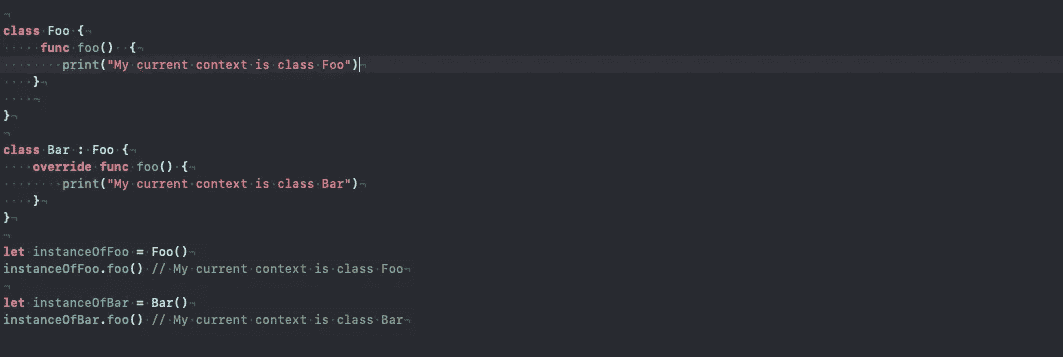 class Foo {
func foo() {
print("My current context is class Foo")
}
}
class Bar : Foo {
override func foo() {
print("My current context is class Bar")
}
}
let instanceOfFoo = Foo()
instanceOfFoo.foo() // My current context is class Foo
let instanceOfBar = Bar()
instanceOfBar.foo() // My current context is class Bar